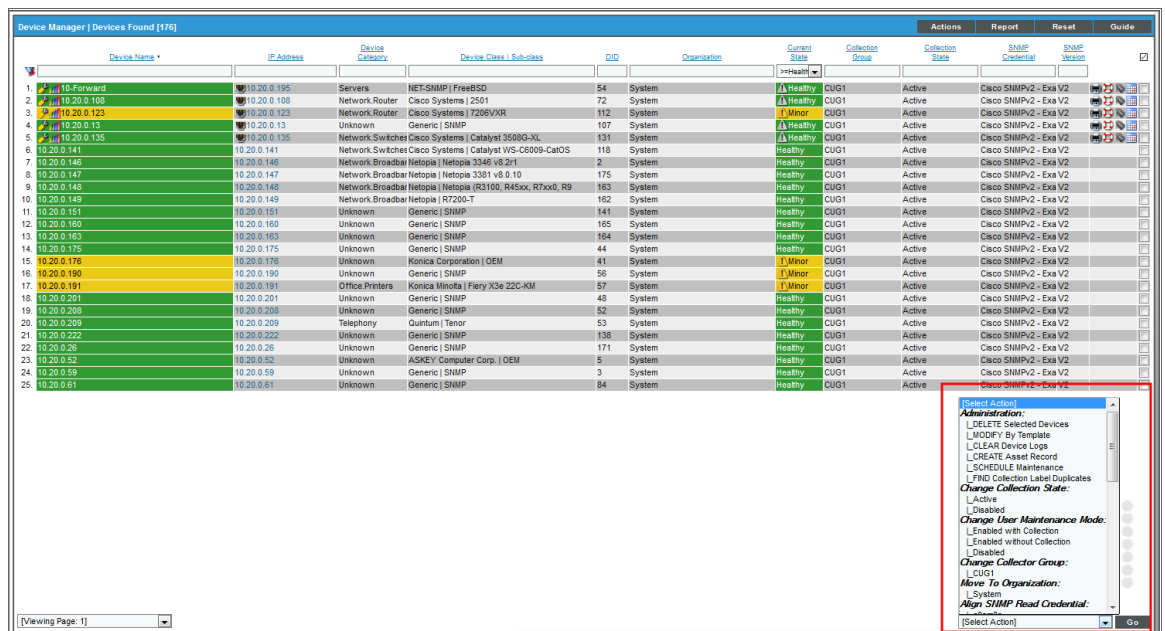 Device Manager | Devices Found [176] Actions Report Reset Guide
Device Name IP Address Device Category Device Class | Sub-class DID Organization Current State Collection Group Collection State SNMP Credential SNMP Version
>=Health
1. 10-Forward 10.20.0.195 Servers NET-SNMP | FreeBSD 54 System Healthy CUG1 Active Cisco SNMPv2 - Exa V2
2. 10.20.0.108 10.20.0.108 Network.Router Cisco Systems | 2501 72 System Healthy CUG1 Active Cisco SNMPv2 - Exa V2
3. 10.20.0.123 10.20.0.123 Network.Router Cisco Systems | 7206VXR 112 System Minor CUG1 Active Cisco SNMPv2 - Exa V2
4. 10.20.0.13 10.20.0.13 Unknown Generic | SNMP 107 System Healthy CUG1 Active Cisco SNMPv2 - Exa V2
5. 10.20.0.135 10.20.0.135 Network.Switches Cisco Systems | Catalyst 3508G-XL 131 System Healthy CUG1 Active Cisco SNMPv2 - Exa V2
6. 10.20.0.141 10.20.0.141 Network.Switches Cisco Systems | Catalyst WS-C6009-CatOS 118 System Healthy CUG1 Active Cisco SNMPv2 - Exa V2
7. 10.20.0.146 10.20.0.146 Network.Broadbar Netopia | Netopia 3346 v8.2r1 2 System Healthy CUG1 Active Cisco SNMPv2 - Exa V2
8. 10.20.0.147 10.20.0.147 Network.Broadbar Netopia | Netopia 3381 v8.0.10 175 System Healthy CUG1 Active Cisco SNMPv2 - Exa V2
9. 10.20.0.148 10.20.0.148 Network.Broadbar Netopia | Netopia (R3100, R45xx, R7xx0, R9 163 System Healthy CUG1 Active Cisco SNMPv2 - Exa V2
10. 10.20.0.149 10.20.0.149 Network.Broadbar Netopia | R7200-T 162 System Healthy CUG1 Active Cisco SNMPv2 - Exa V2
11. 10.20.0.151 10.20.0.151 Unknown Generic | SNMP 141 System Healthy CUG1 Active Cisco SNMPv2 - Exa V2
12. 10.20.0.160 10.20.0.160 Unknown Generic | SNMP 165 System Healthy CUG1 Active Cisco SNMPv2 - Exa V2
13. 10.20.0.163 10.20.0.163 Unknown Generic | SNMP 164 System Healthy CUG1 Active Cisco SNMPv2 - Exa V2
14. 10.20.0.175 10.20.0.175 Unknown Generic | SNMP 44 System Healthy CUG1 Active Cisco SNMPv2 - Exa V2
15. 10.20.0.176 10.20.0.176 Unknown Konica Corporation | OEM 41 System Minor CUG1 Active Cisco SNMPv2 - Exa V2
16. 10.20.0.190 10.20.0.190 Unknown Generic | SNMP 56 System Minor CUG1 Active Cisco SNMPv2 - Exa V2
17. 10.20.0.191 10.20.0.191 Office.Printers Konica Minolta | Fiery X3e 22C-KM 57 System Minor CUG1 Active Cisco SNMPv2 - Exa V2
18. 10.20.0.201 10.20.0.201 Unknown Generic | SNMP 48 System Healthy CUG1 Active Cisco SNMPv2 - Exa V2
19. 10.20.0.208 10.20.0.208 Unknown Generic | SNMP 52 System Healthy CUG1 Active Cisco SNMPv2 - Exa V2
20. 10.20.0.209 10.20.0.209 Telephony Quintum | Tenor 53 System Healthy CUG1 Active Cisco SNMPv2 - Exa V2
21. 10.20.0.222 10.20.0.222 Unknown Generic | SNMP 138 System Healthy CUG1 Active Cisco SNMPv2 - Exa V2
22. 10.20.0.26 10.20.0.26 Unknown Generic | SNMP 171 System Healthy CUG1 Active Cisco SNMPv2 - Exa V2
23. 10.20.0.52 10.20.0.52 Unknown ASKEY Computer Corp. | OEM 5 System Healthy CUG1 Active Cisco SNMPv2 - Exa V2
24. 10.20.0.59 10.20.0.59 Unknown Generic | SNMP 3 System Healthy CUG1 Active Cisco SNMPv2 - Exa V2
25. 10.20.0.61 10.20.0.61 Unknown Generic | SNMP 84 System Healthy CUG1 Active Cisco SNMPv2 - Exa V2
[Select Action]
Administration:
|_DELETE Selected Devices
|_MODIFY By Template
|_CLEAR Device Logs
|_CREATE Asset Record
|_SCHEDULE Maintenance
|_FIND Collection Label Duplicates
Change Collection State:
|_Active
|_Disabled
Change User Maintenance Mode:
|_Enabled with Collection
|_Enabled without Collection
|_Disabled
Change Collector Group:
|_CUG1
Move To Organization:
|_System
Align SNMP Read Credential:
[Viewing Page: 1] [Select Action] Go